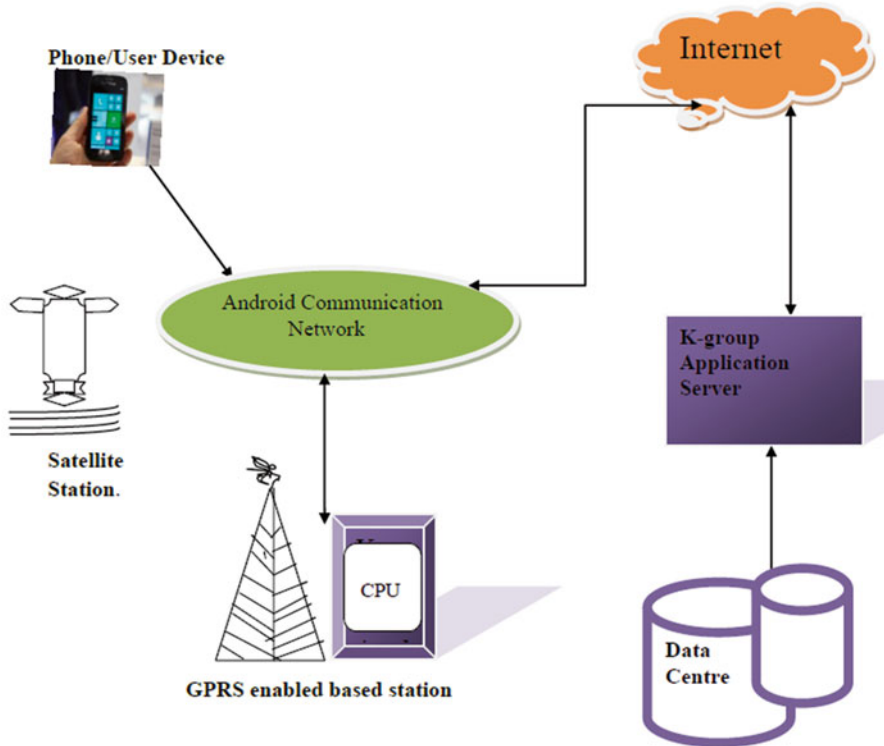 Phone/User Device
Internet
Android Communication
Network
K-group
Application
Server
Satellite
Station.
CPU
GPRS enabled based station
Data
Centre